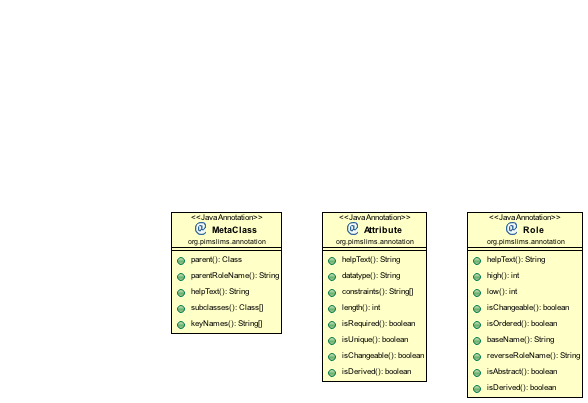 <<JavaAnnotation>>
MetaClass
org.pimslims.annotation
parent(): Class
parentRoleName(): String
helpText(): String
subclasses(): Class[]
keyNames(): String[]
<<JavaAnnotation>>
Attribute
org.pimslims.annotation
helpText(): String
datatype(): String
constraints(): String[]
length(): int
isRequired(): boolean
isUnique(): boolean
isChangeable(): boolean
isDerived(): boolean
<<JavaAnnotation>>
Role
org.pimslims.annotation
helpText(): String
high(): int
low(): int
isChangeable(): boolean
isOrdered(): boolean
baseName(): String
reverseRoleName(): String
isAbstract(): boolean
isDerived(): boolean